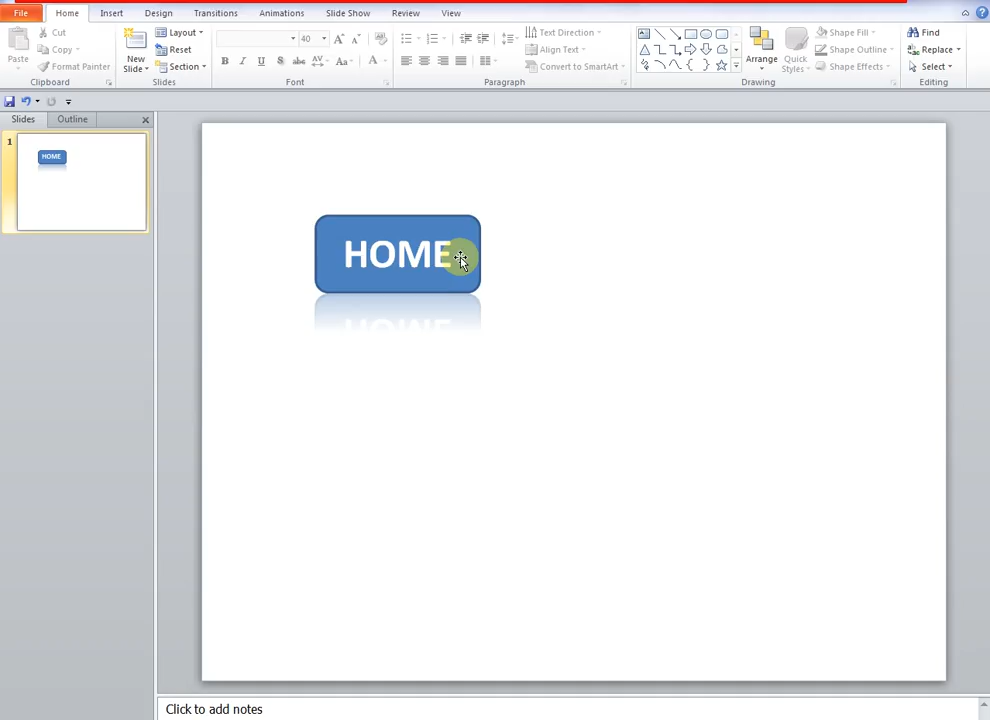 File Home Insert Design Transitions Animations Slide Show Review View
Paste
Cut
Copy
Format Painter
Clipboard
New Slide
Layout
Reset
Section
Slides
40
B I U S abc AV Aa A
Font
Text Direction
Align Text
Convert to SmartArt
Paragraph
Arrange
Quick Styles
Shape Fill
Shape Outline
Shape Effects
Drawing
Find
Replace
Select
Editing
Slides Outline
1
HOME
HOME
Click to add notes